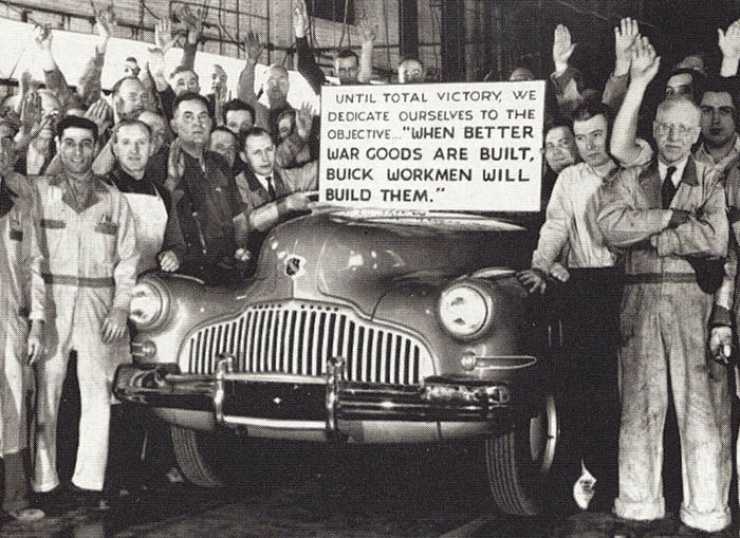 UNTIL TOTAL VICTORY, WE
DEDICATE OURSELVES TO THE
OBJECTIVE..."WHEN BETTER
WAR GOODS ARE BUILT,
BUICK WORKMEN WILL
BUILD THEM."